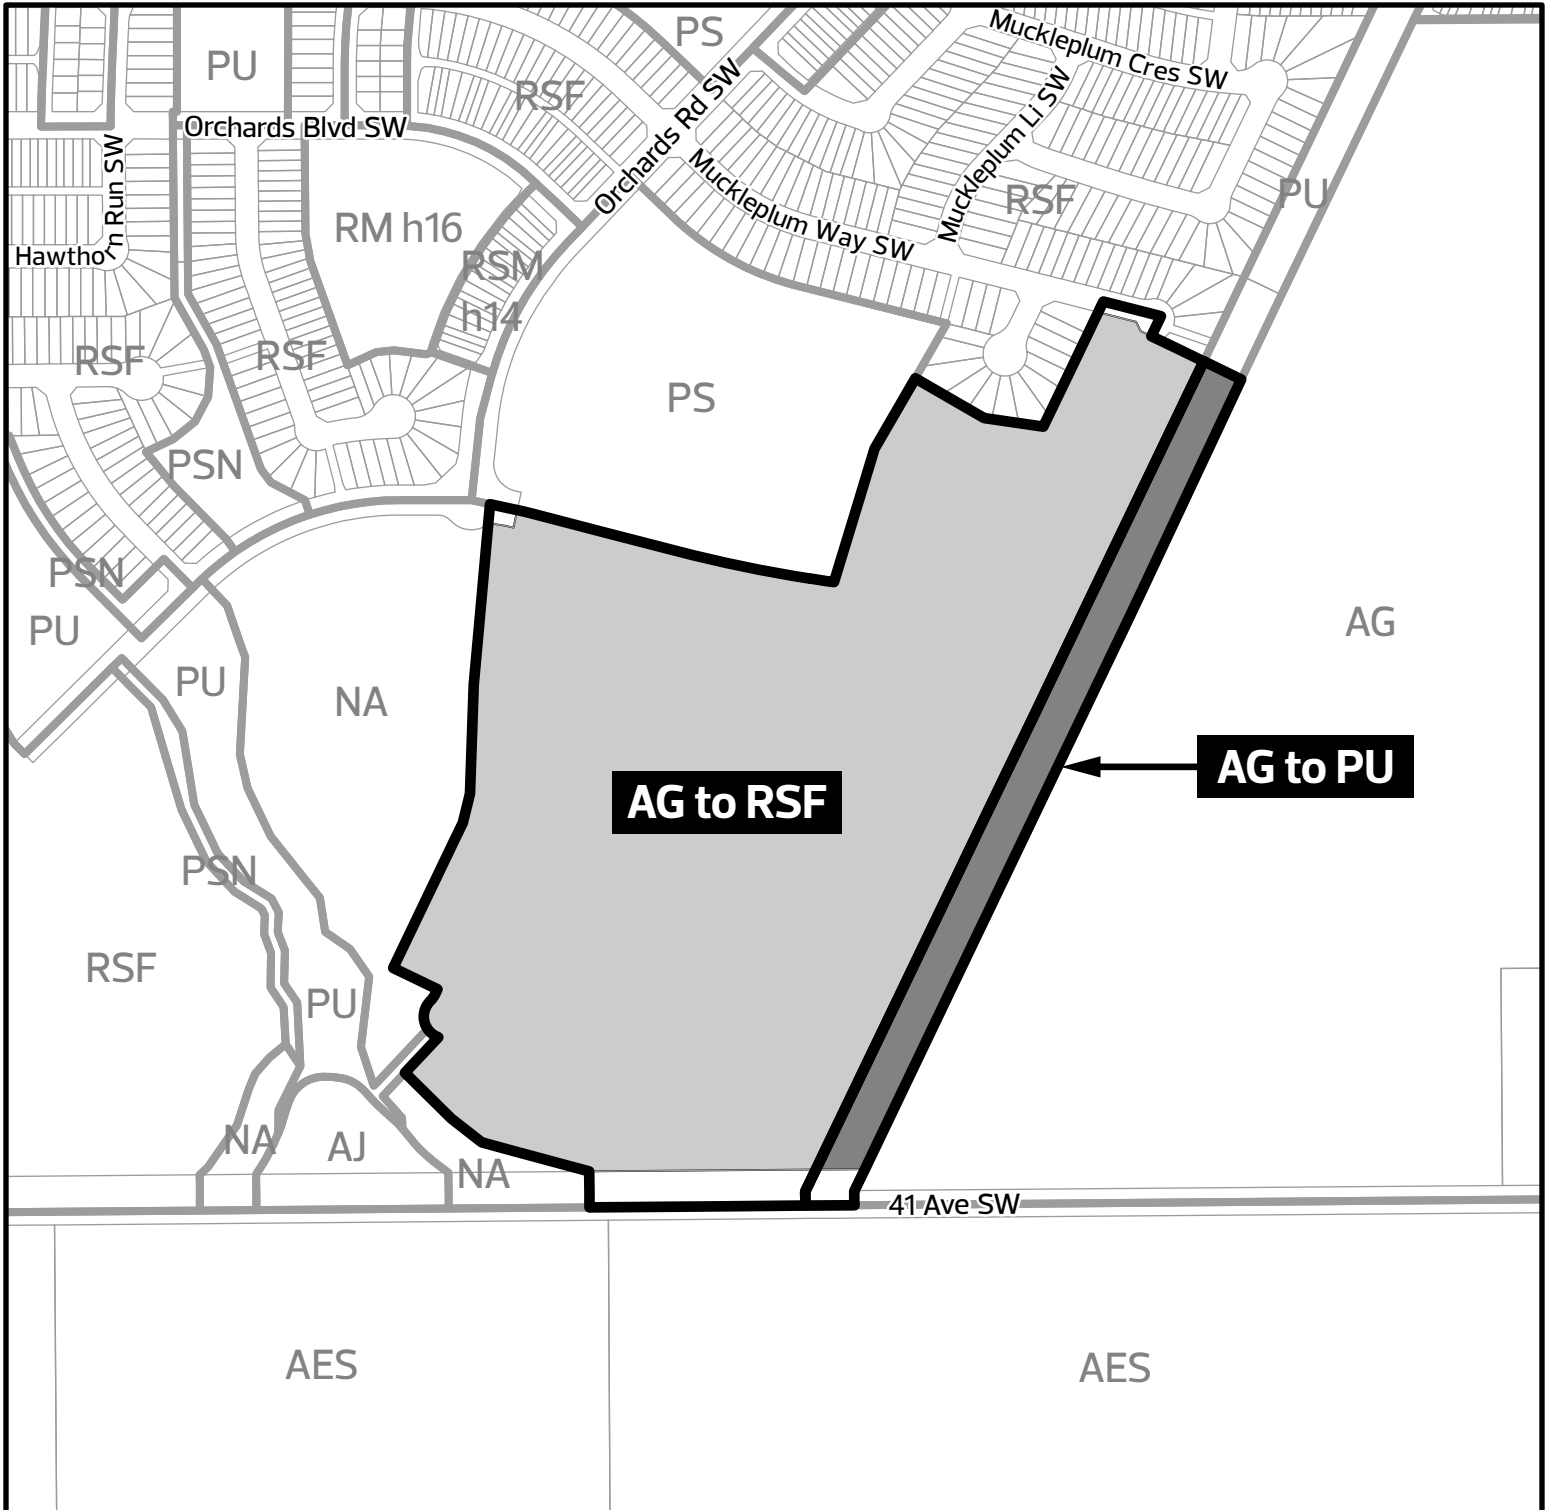 PS
Muckleplum Cres SW
PU
RSF
Orchards Rd SW
Orchards Blvd SW
Muckleplum Li SW
Hawthorn Run SW
Muckleplum Way SW
RSF
PU
RM h16
RSM
h14
RSF
RSF
PS
PSN
PSN
PU
AG
PU
NA
AG to PU
AG to RSF
PSN
RSF
PU
NA
AJ
NA
41 Ave SW
AES
AES